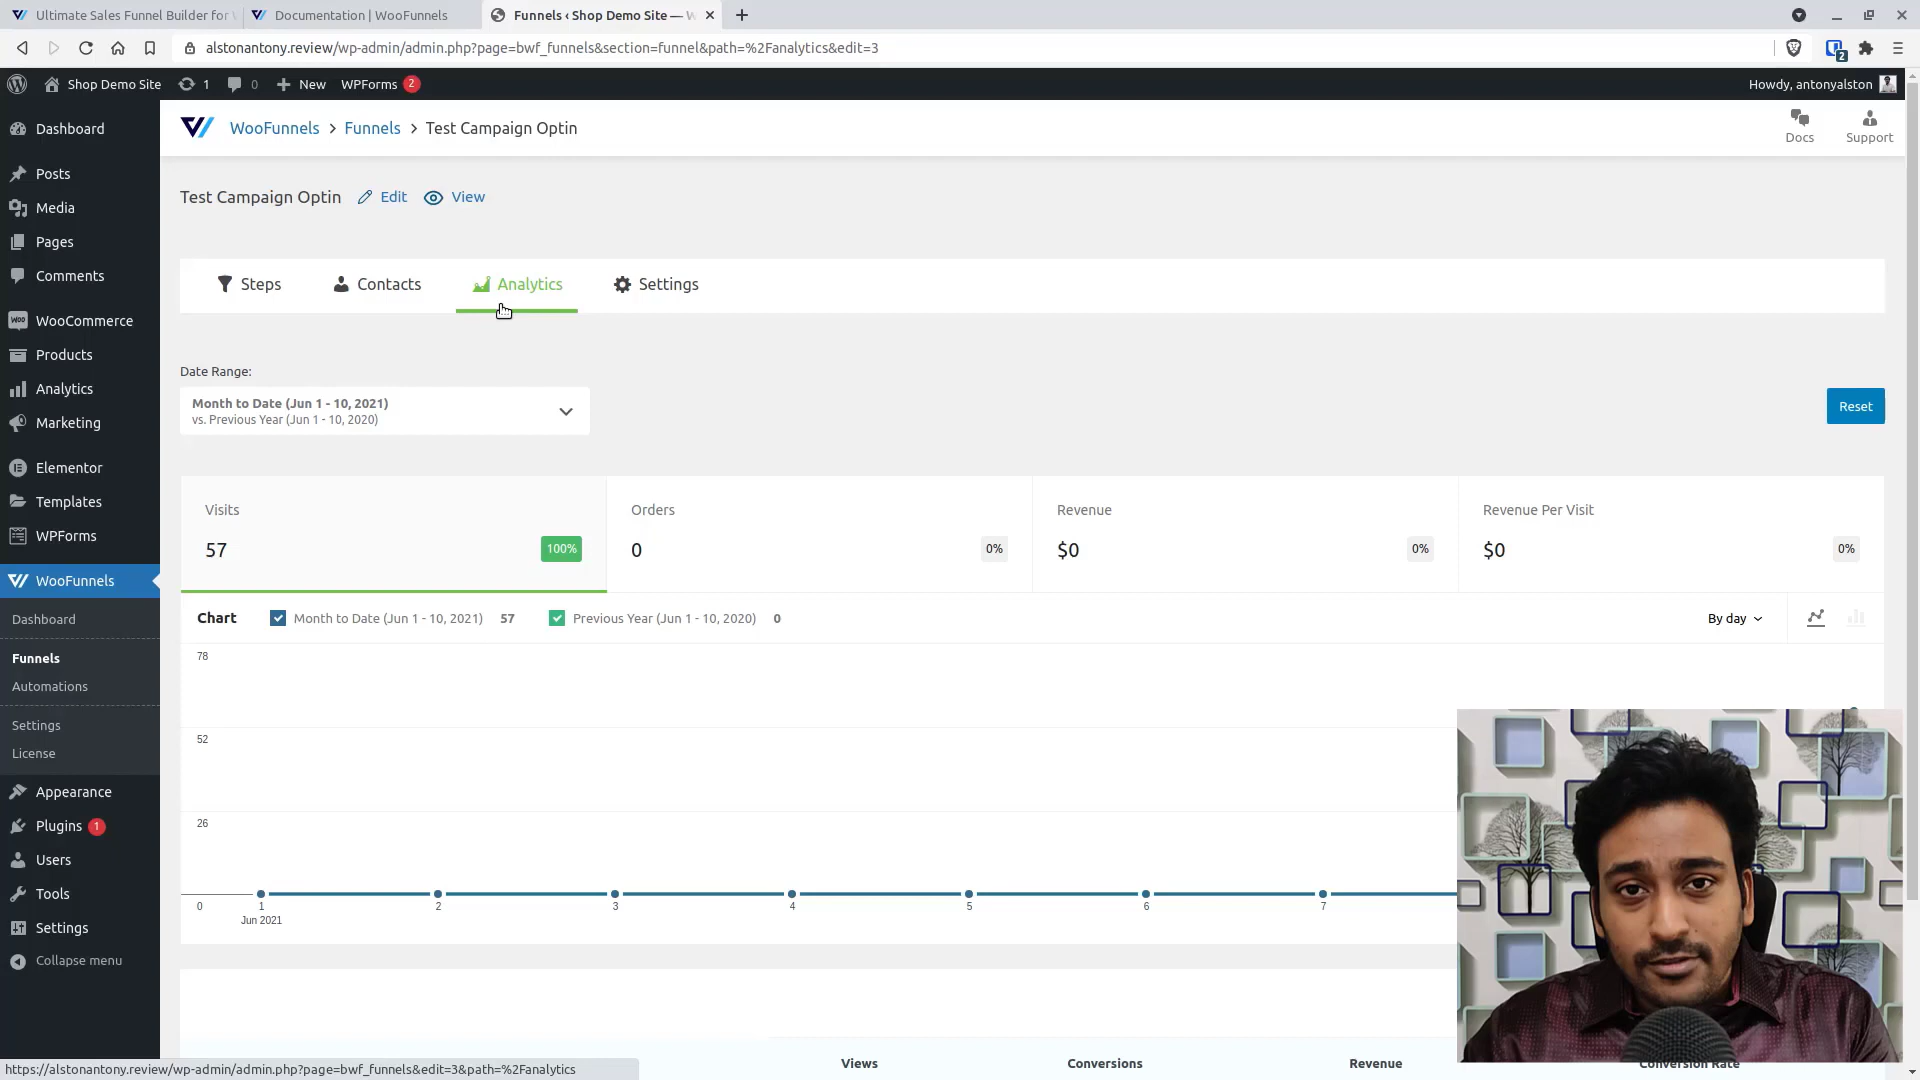 Ultimate Sales Funnel Builder for
Documentation | WooFunnels
Funnels ‹ Shop Demo Site — W
alstonantony.review/wp-admin/admin.php?page=bwf_funnels&section=funnel&path=%2Fanalytics&edit=3
2
Shop Demo Site
1
0
New
WPForms 2
Howdy, antonyalston
Dashboard
Posts
Media
Pages
Comments
WooCommerce
Products
Analytics
Marketing
Elementor
Templates
WPForms
WooFunnels
Dashboard
Funnels
Automations
Settings
License
Appearance
Plugins 1
Users
Tools
Settings
Collapse menu
WooFunnels > Funnels > Test Campaign Optin
Docs
Support
Test Campaign Optin
Edit
View
Steps
Contacts
Analytics
Settings
Date Range:
Month to Date (Jun 1 - 10, 2021)
vs. Previous Year (Jun 1 - 10, 2020)
Reset
Visits
57
100%
Orders
0
0%
Revenue
$0
0%
Revenue Per Visit
$0
0%
Chart
Month to Date (Jun 1 - 10, 2021) 57
Previous Year (Jun 1 - 10, 2020) 0
By day
78
52
26
0
1 2 3 4 5 6 7
Jun 2021
Views
Conversions
Revenue
Conversion Rate
https://alstonantony.review/wp-admin/admin.php?page=bwf_funnels&edit=3&path=%2Fanalytics